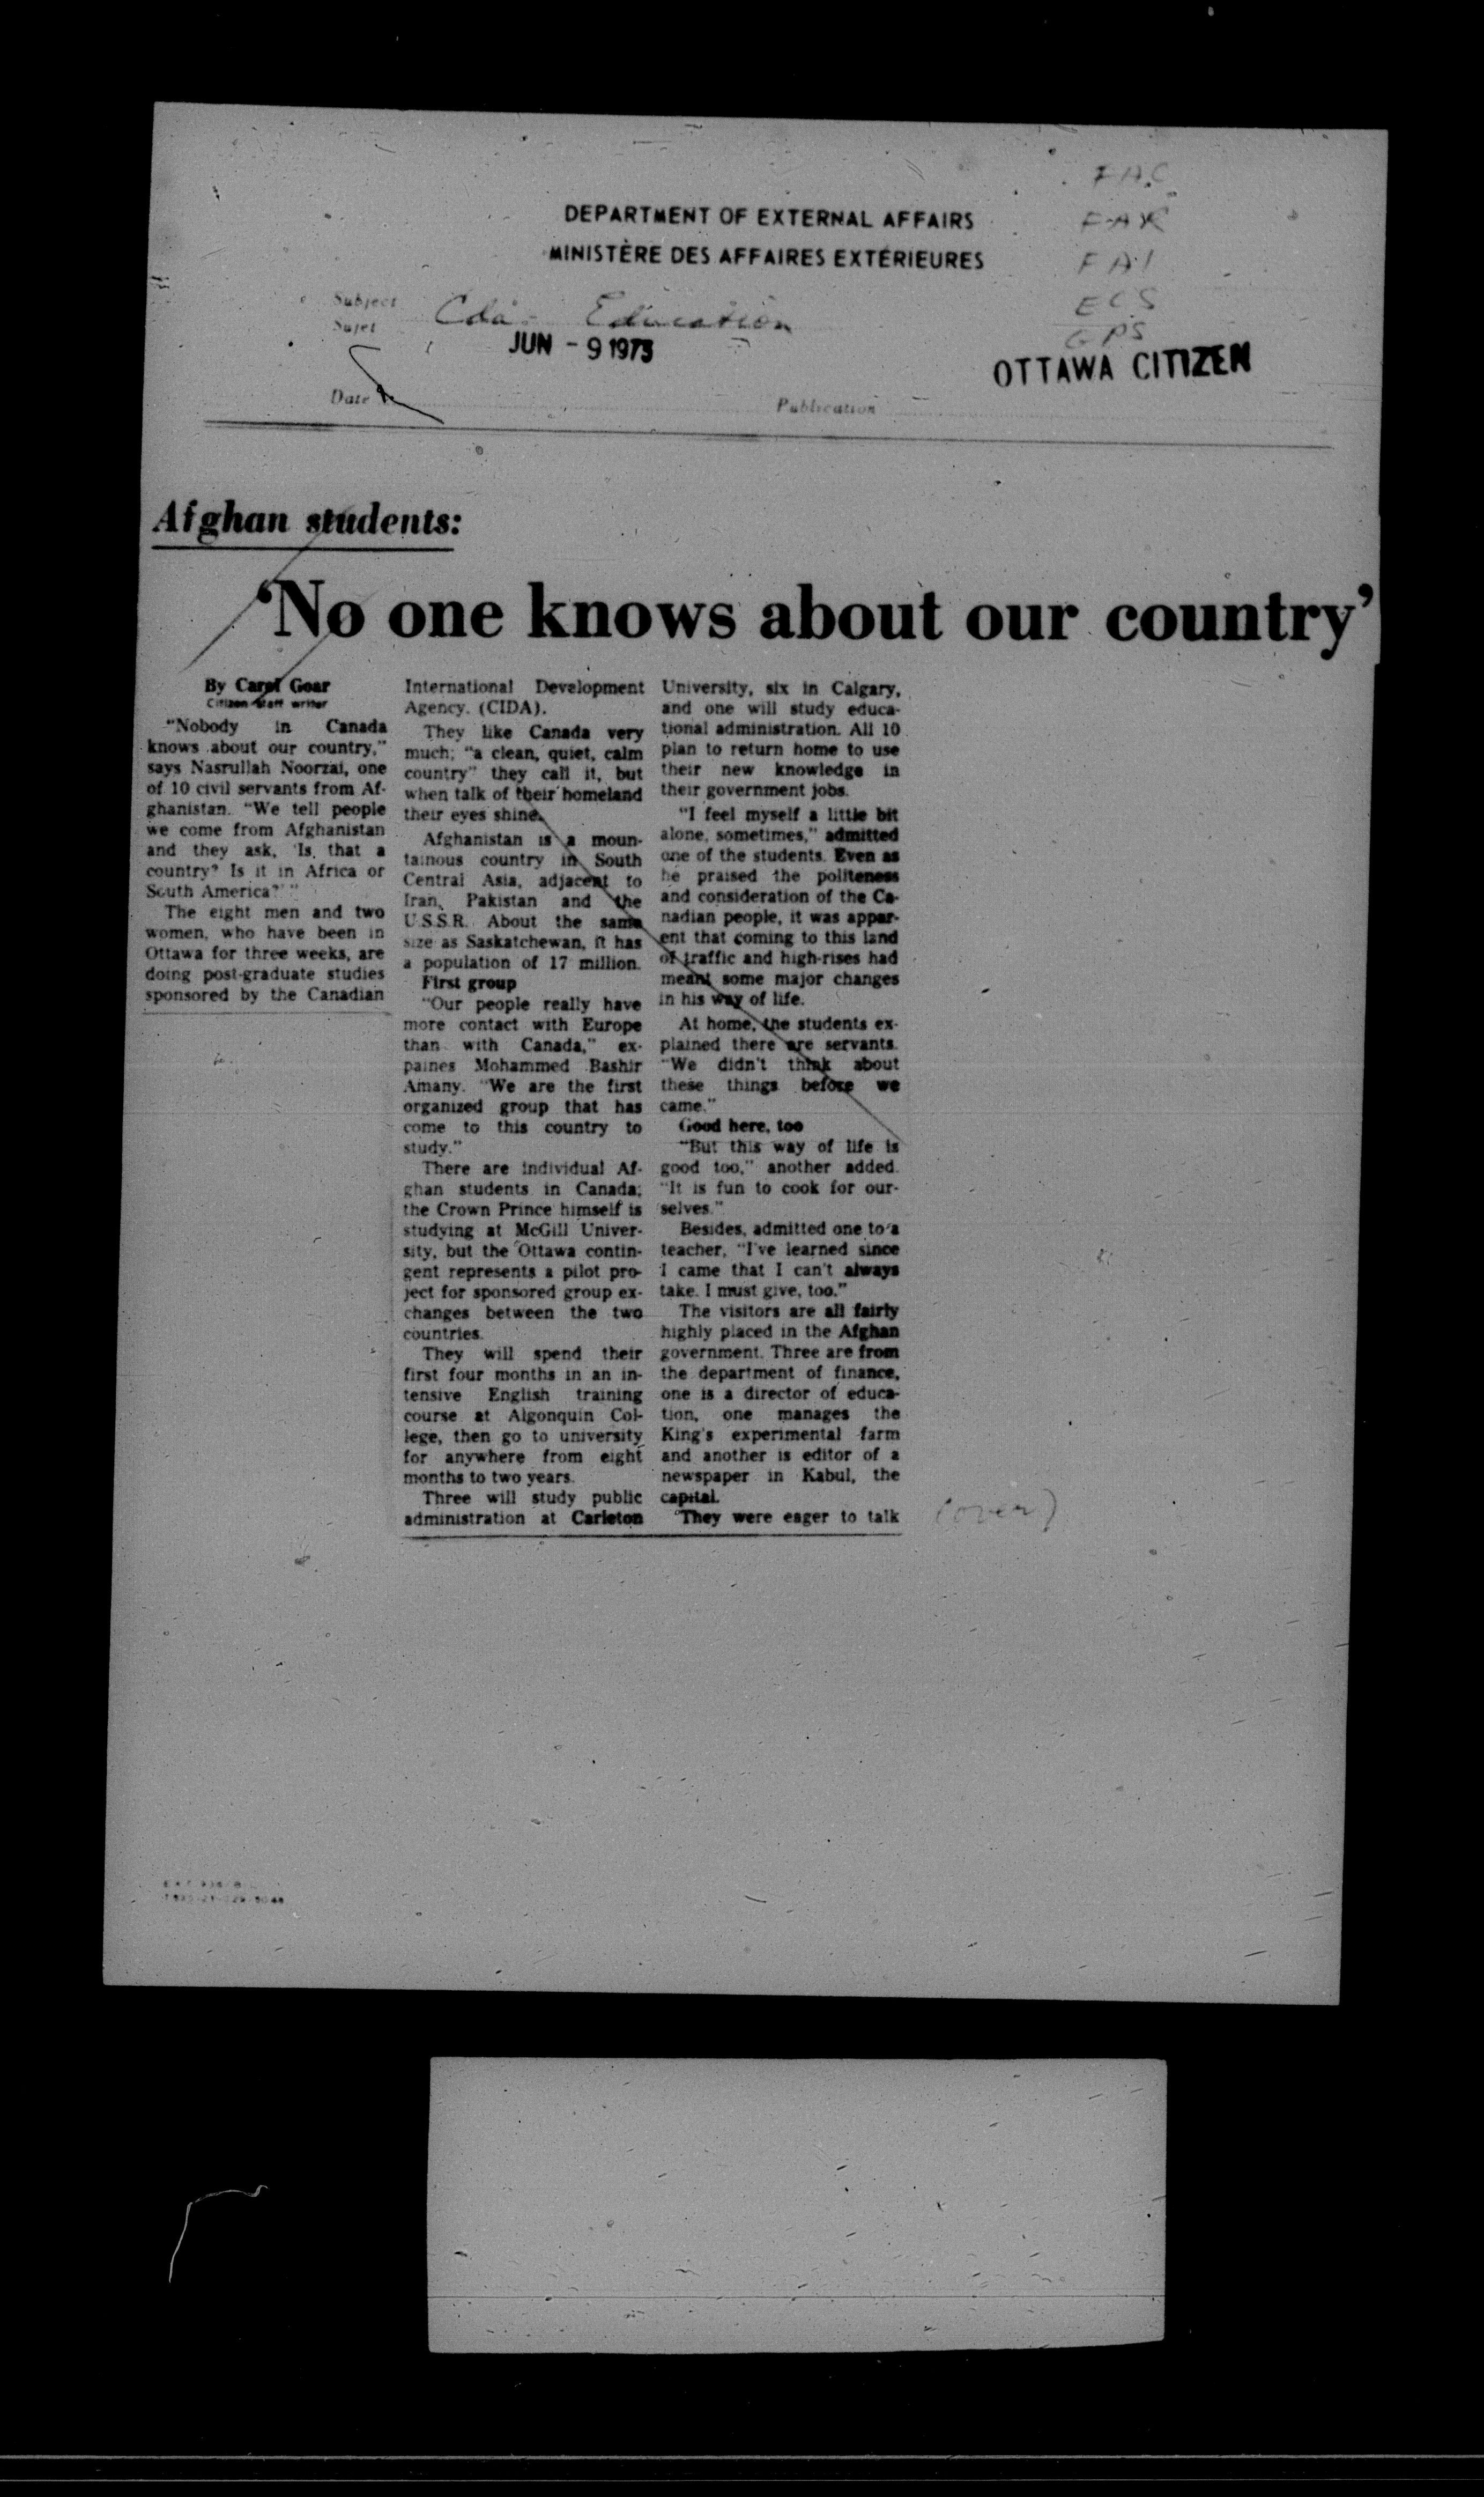 FAC
DEPARTMENT OF EXTERNAL AFFAIRS
FAR
MINISTÈRE DES AFFAIRES EXTÉRIEURES
FAI
Subject
Sujet
Cda - Education
ECS
GPS
JUN - 9 1973
OTTAWA CITIZEN
Date
Publication
Afghan students:
'No one knows about our country'
By Carol Goar
Citizen staff writer
"Nobody in Canada
knows about our country,"
says Nasrullah Noorzai, one
of 10 civil servants from Af-
ghanistan. "We tell people
we come from Afghanistan
and they ask, 'Is that a
country? Is it in Africa or
South America?' "
The eight men and two
women, who have been in
Ottawa for three weeks, are
doing post-graduate studies
sponsored by the Canadian
International Development
Agency. (CIDA).
They like Canada very
much; "a clean, quiet, calm
country" they call it, but
when talk of their homeland
their eyes shine.
Afghanistan is a moun-
tainous country in South
Central Asia, adjacent to
Iran, Pakistan and the
U.S.S.R. About the same
size as Saskatchewan, it has
a population of 17 million.
First group
"Our people really have
more contact with Europe
than with Canada," ex-
paines Mohammed Bashir
Amany. "We are the first
organized group that has
come to this country to
study."
There are individual Af-
ghan students in Canada;
the Crown Prince himself is
studying at McGill Univer-
sity, but the Ottawa contin-
gent represents a pilot pro-
ject for sponsored group ex-
changes between the two
countries.
They will spend their
first four months in an in-
tensive English training
course at Algonquin Col-
lege, then go to university
for anywhere from eight
months to two years.
Three will study public
administration at Carleton
University, six in Calgary,
and one will study educa-
tional administration. All 10
plan to return home to use
their new knowledge in
their government jobs.
"I feel myself a little bit
alone, sometimes," admitted
one of the students. Even as
he praised the politeness
and consideration of the Ca-
nadian people, it was appar-
ent that coming to this land
of traffic and high-rises had
meant some major changes
in his way of life.
At home, the students ex-
plained there are servants.
"We didn't think about
these things before we
came."
Good here, too
"But this way of life is
good too," another added.
"It is fun to cook for our-
selves."
Besides, admitted one to a
teacher, "I've learned since
I came that I can't always
take. I must give, too."
The visitors are all fairly
highly placed in the Afghan
government. Three are from
the department of finance,
one is a director of educa-
tion, one manages the
King's experimental farm
and another is editor of a
newspaper in Kabul, the
capital.
They were eager to talk
(over)